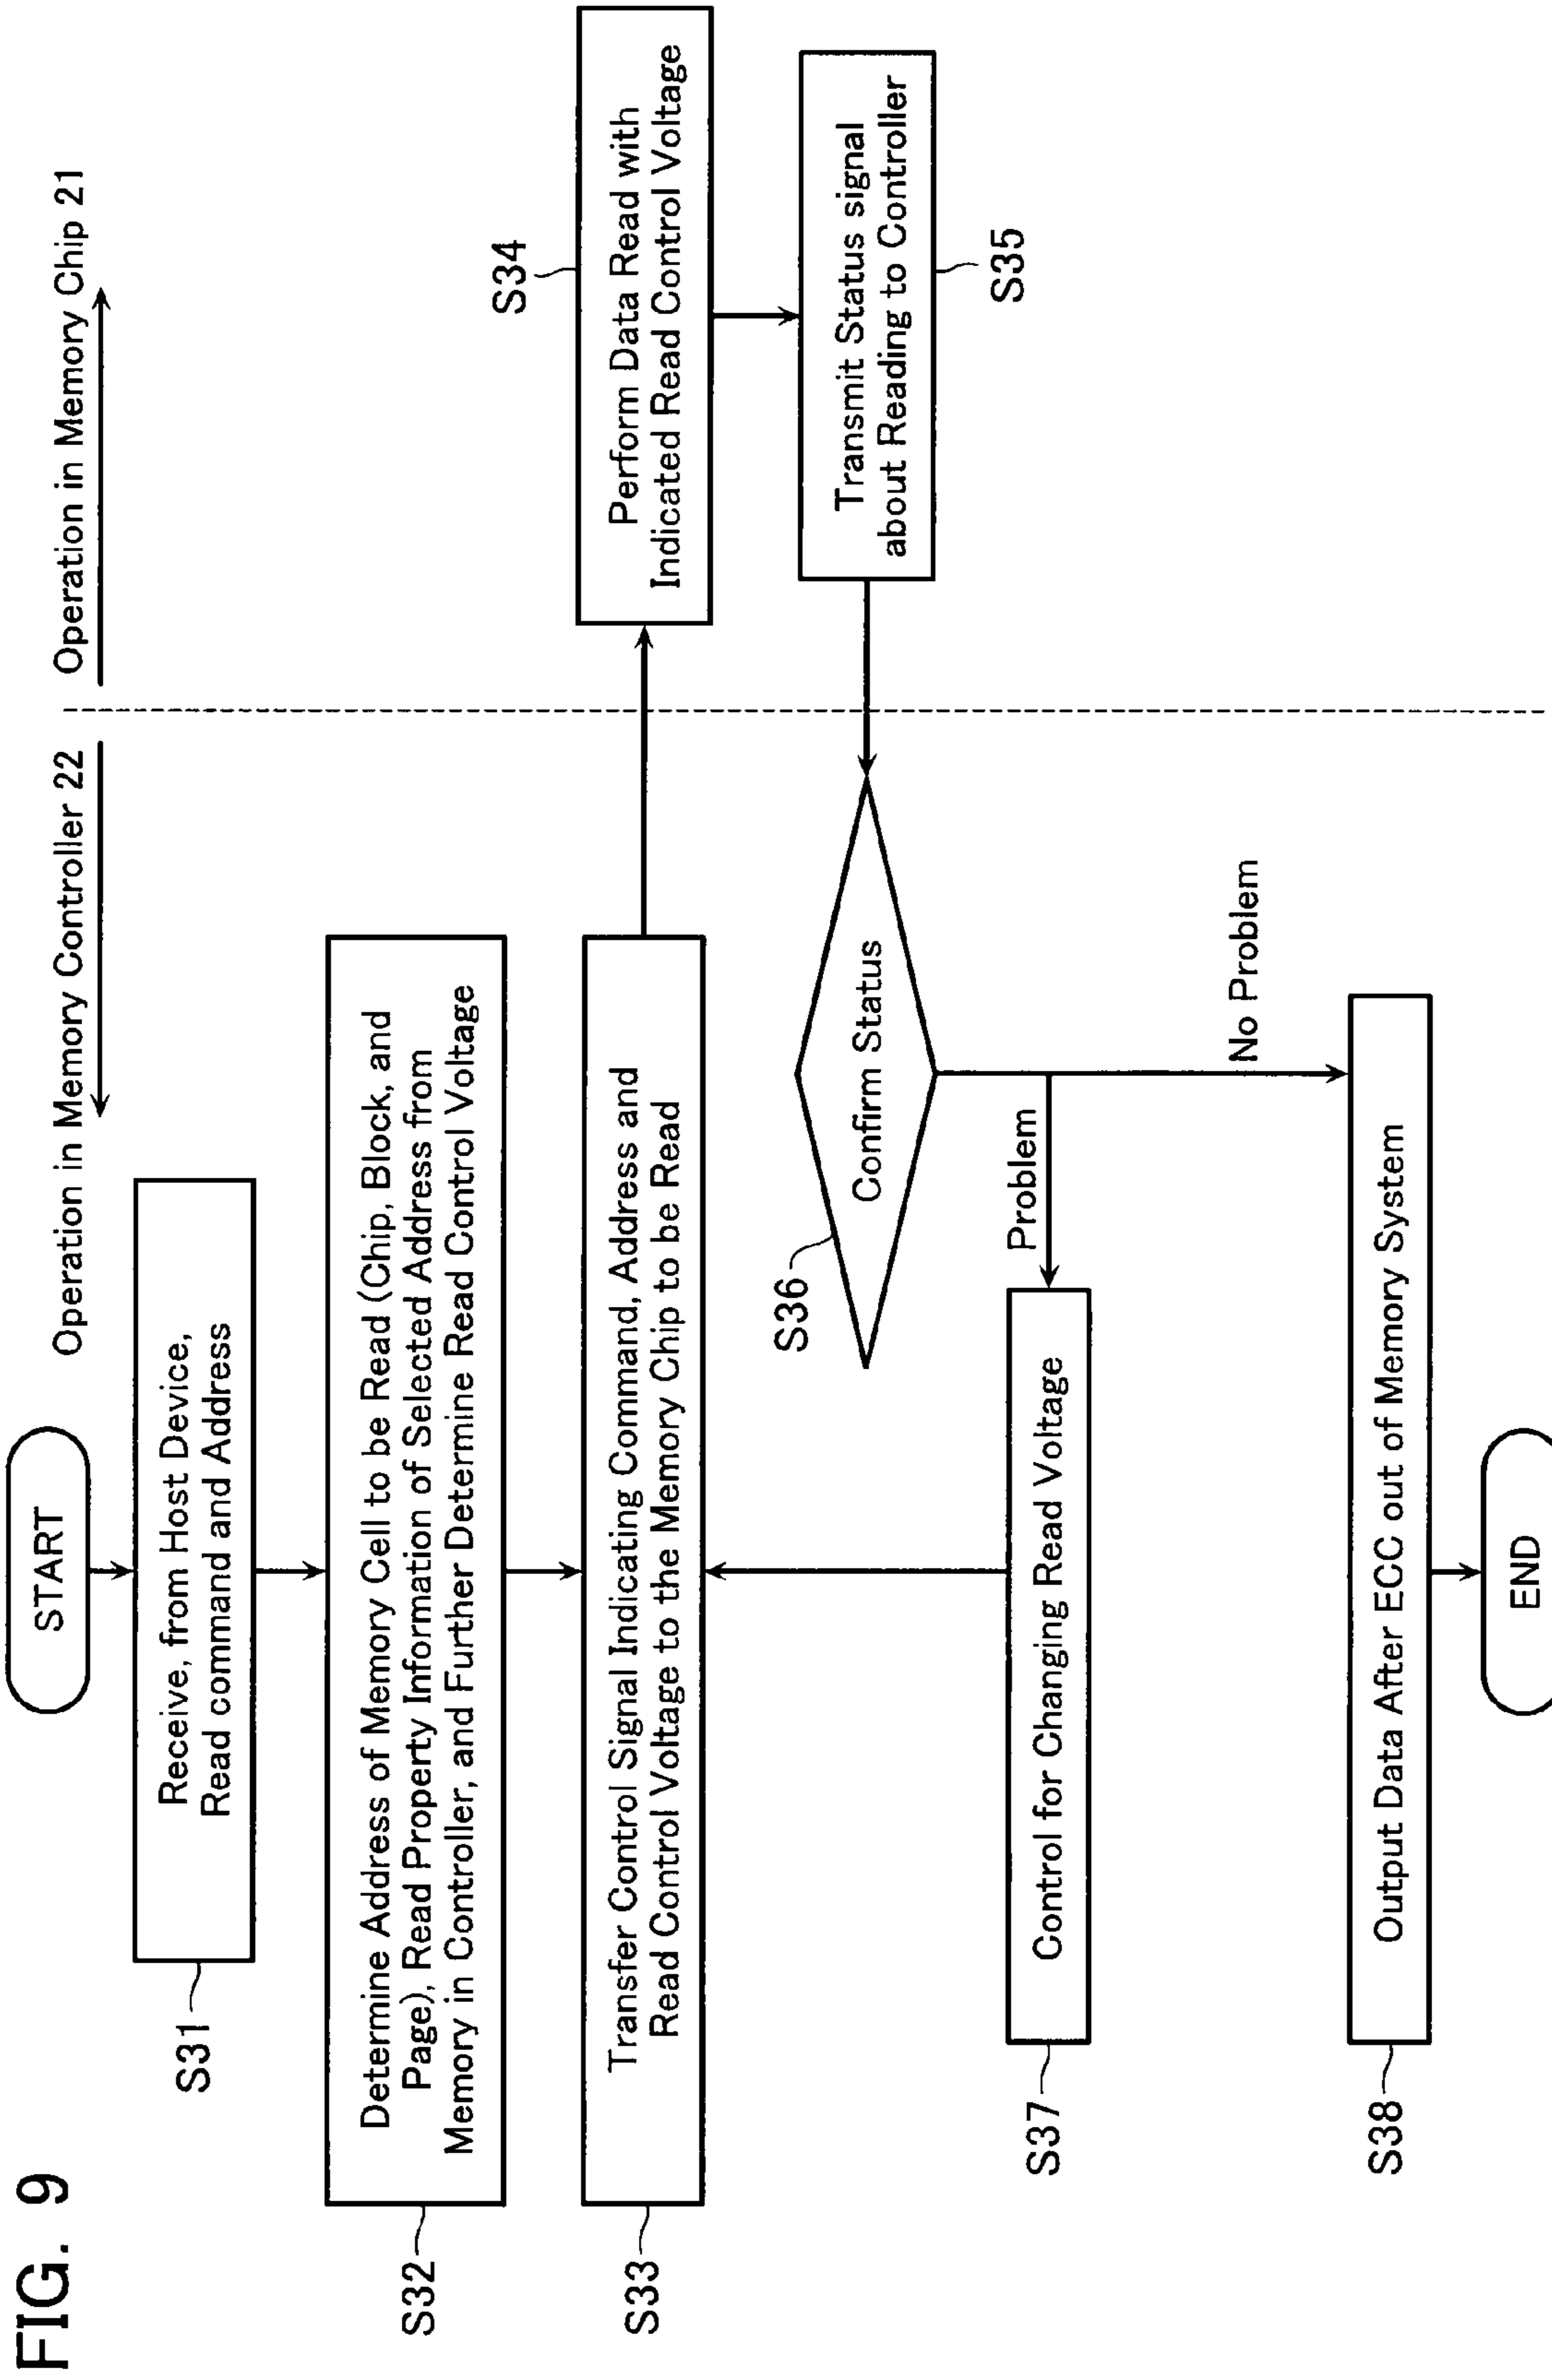 FIG. 9
Operation in Memory Controller 22
Operation in Memory Chip 21
START
S31
Receive, from Host Device,
Read command and Address
S32
Determine Address of Memory Cell to be Read (Chip, Block, and
Page), Read Property Information of Selected Address from
Memory in Controller, and Further Determine Read Control Voltage
S33
Transfer Control Signal Indicating Command, Address and
Read Control Voltage to the Memory Chip to be Read
S34
Perform Data Read with
Indicated Read Control Voltage
Transmit Status signal
about Reading to Controller
S35
S36
Confirm Status
Problem
No Problem
S37
Control for Changing Read Voltage
S38
Output Data After ECC out of Memory System
END